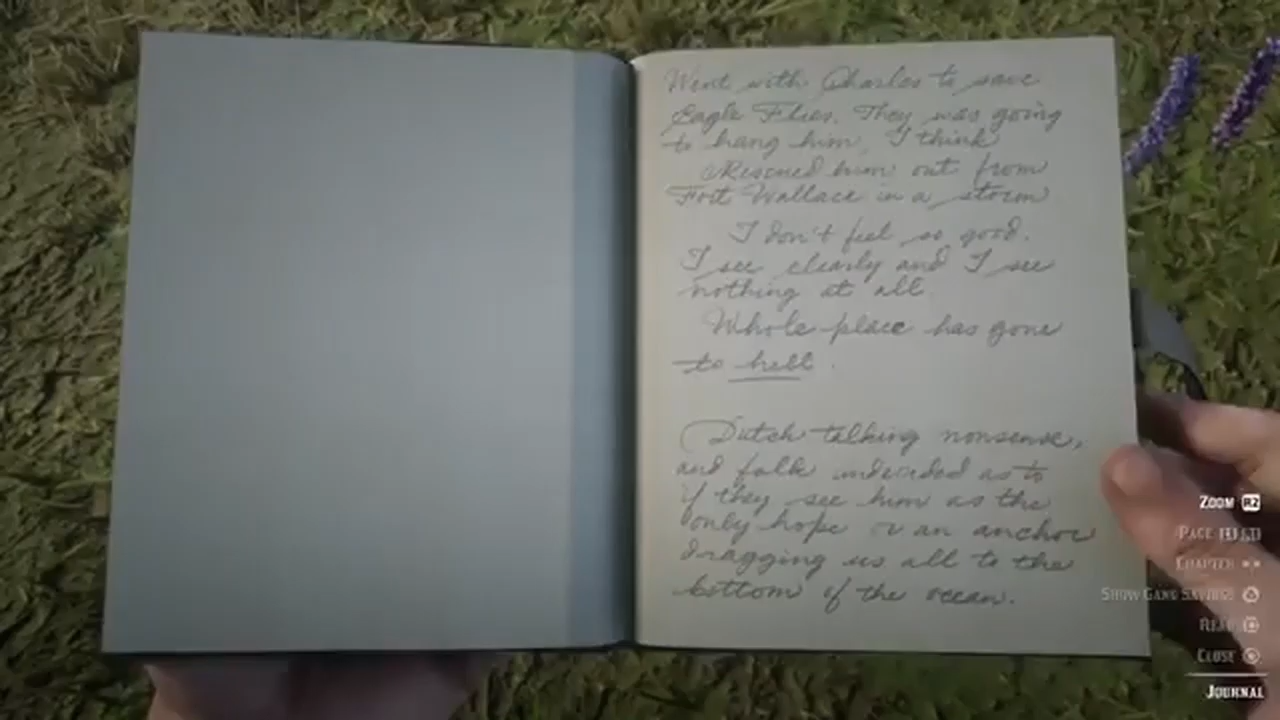 Went with Charles to save
Eagle Flies. They was going
to hang him, I think
Rescued him out from
Fort Wallace in a storm
I don't feel so good.
I see clearly and I see
nothing at all.
Whole place has gone
to hell.
Dutch talking nonsense,
and folk undecided as to
if they see him as the
only hope or an anchor
dragging us all to the
bottom of the ocean.
ZOOM R2
PAGE
CHAPTER
SHOW GANG SAVINGS
READ
CLOSE
JOURNAL